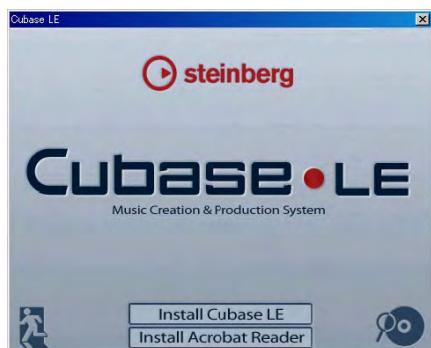 Cubase LE
steinberg
Cubase LE
Music Creation & Production System
Install Cubase LE
Install Acrobat Reader